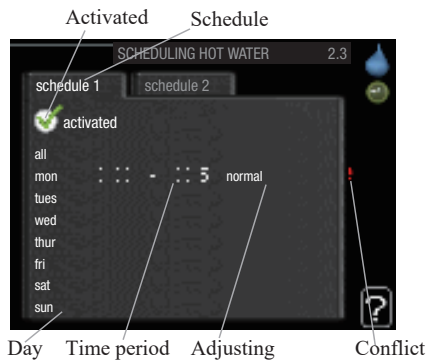 Activated Schedule
SCHEDULING HOT WATER 2.3
schedule 1 schedule 2
activated
all
mon normal
tues
wed
thur
fri
sat
sun
?
Day Time period Adjusting Conflict